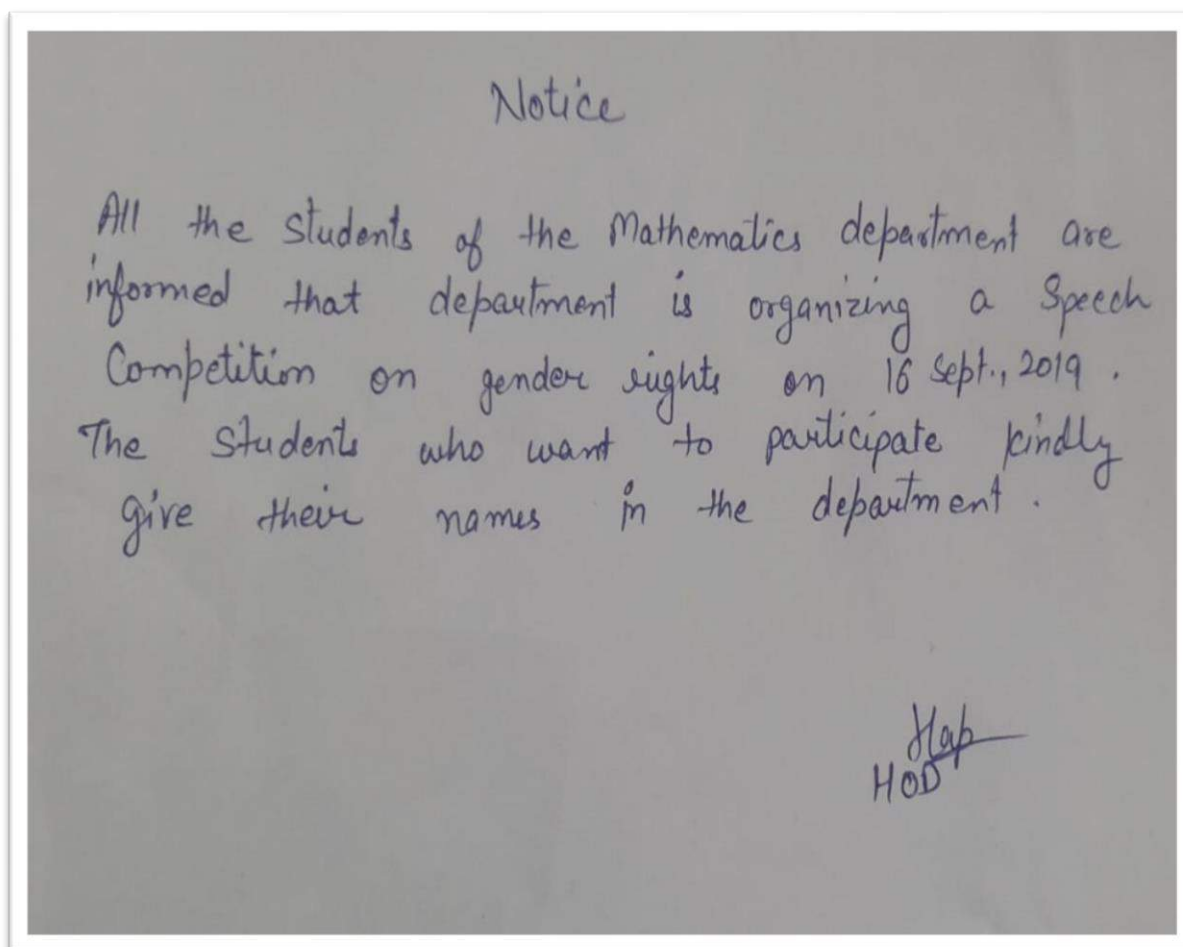 Notice
All the students of the Mathematics department are
informed that department is organizing a Speech
Competition on gender rights on 16 Sept., 2019 .
The Students who want to participate kindly
give their names in the department .
HOD